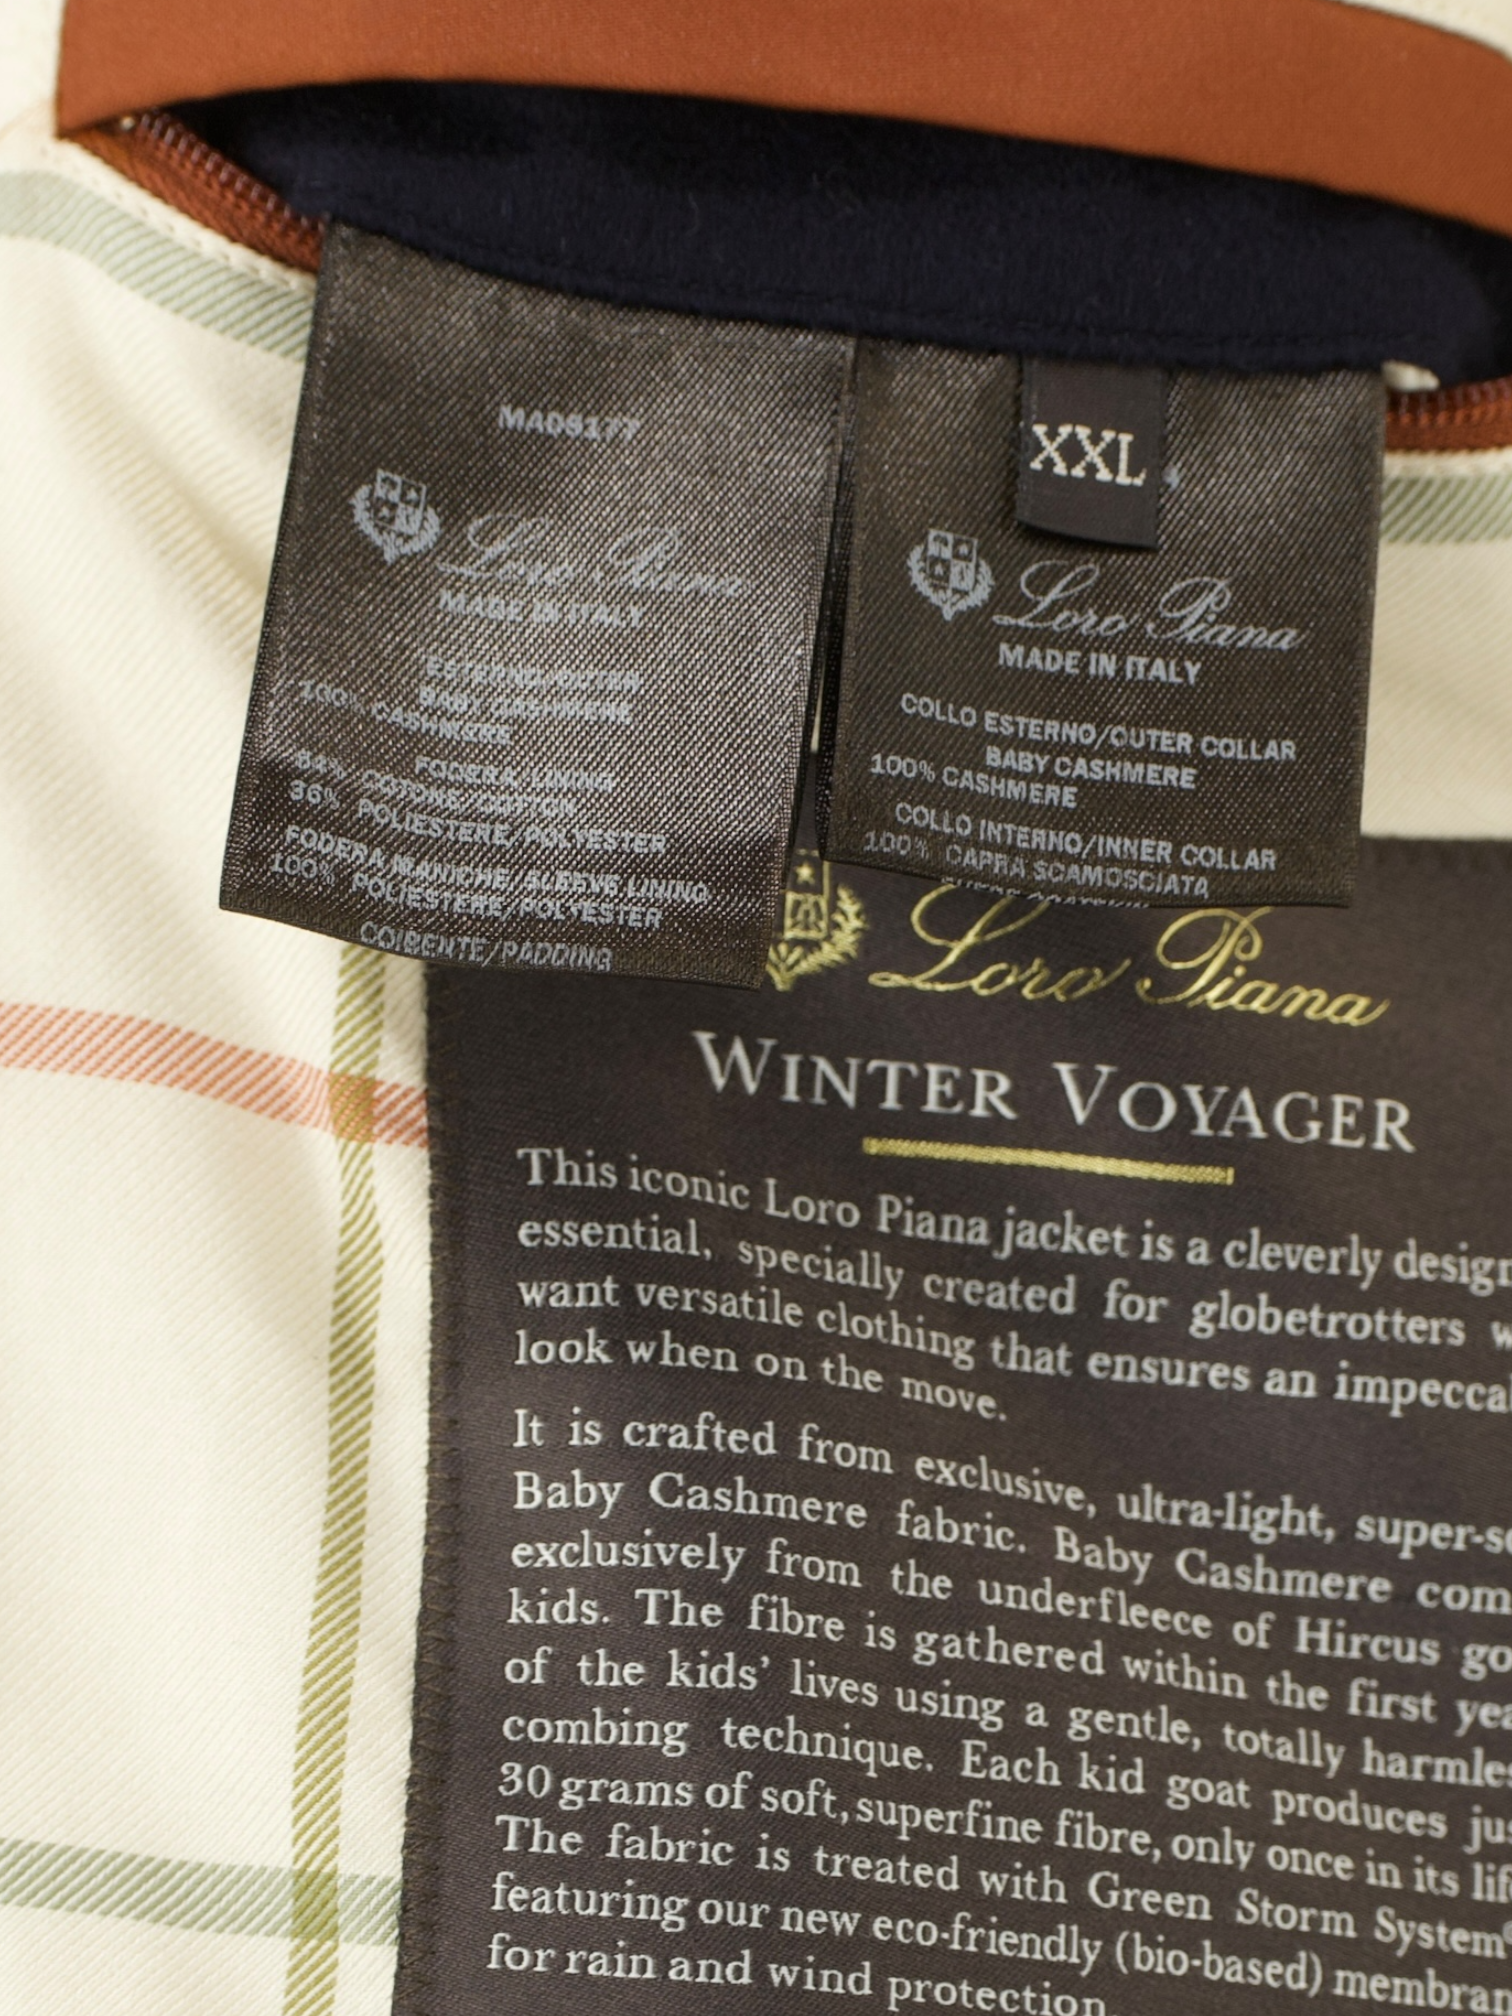 Loro Piana
MADE IN ITALY
ESTERNO/OUTER
BABY CASHMERE
100% CASHMERE
FODERA/LINING
64% COTONE/COTTON
36% POLIESTERE/POLYESTER
FODERA MANICHE/SLEEVE LINING
100% POLIESTERE/POLYESTER
COIBENTE/PADDING
XXL
Loro Piana
MADE IN ITALY
COLLO ESTERNO/OUTER COLLAR
BABY CASHMERE
100% CASHMERE
COLLO INTERNO/INNER COLLAR
100% CAPRA SCAMOSCIATA
Loro Piana
WINTER VOYAGER
This iconic Loro Piana jacket is a cleverly design
essential, specially created for globetrotters w
want versatile clothing that ensures an impecca
look when on the move.
It is crafted from exclusive, ultra-light, super-s
Baby Cashmere fabric. Baby Cashmere com
exclusively from the underfleece of Hircus go
kids. The fibre is gathered within the first yea
of the kids' lives using a gentle, totally harmles
combing technique. Each kid goat produces jus
30 grams of soft, superfine fibre, only once in its lif
The fabric is treated with Green Storm System®
featuring our new eco-friendly (bio-based) membran
for rain and wind protection.